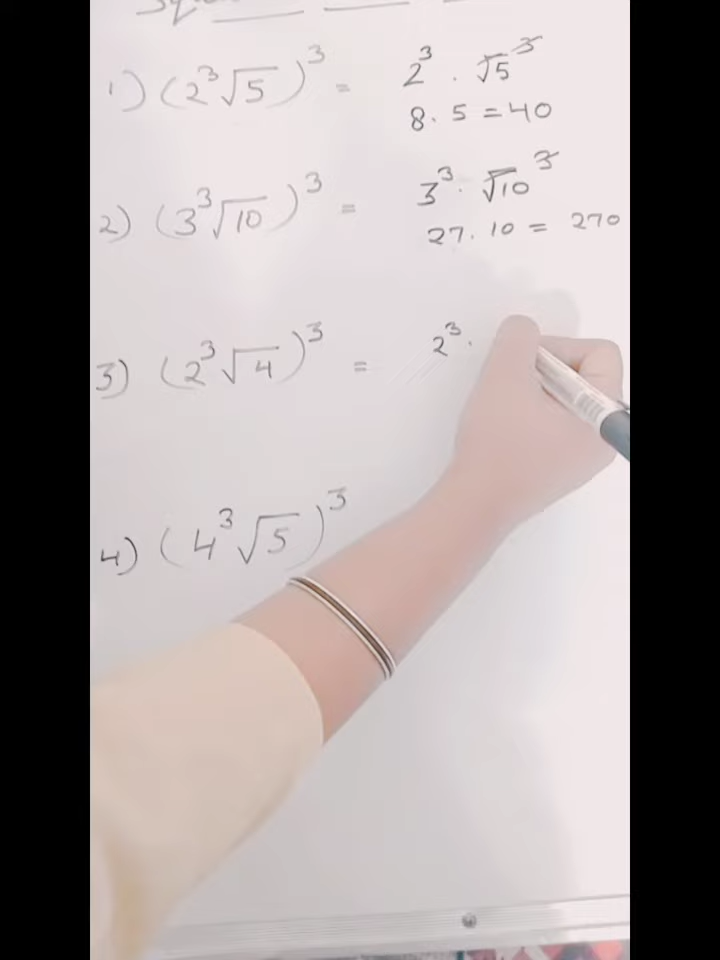 1) (2³√5)³ = 2³ · √5³
8 · 5 = 40
2) (3³√10)³ = 3³ · √10³
27 · 10 = 270
3) (2³√4)³ = 2³ ·
4) (4³√5)³